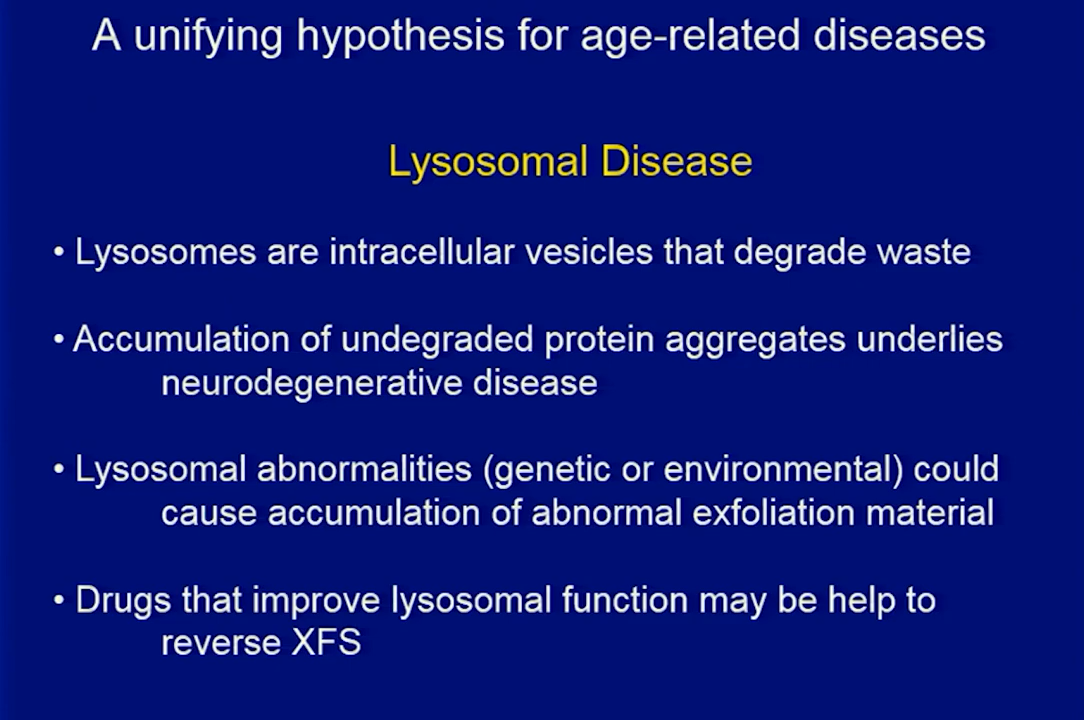 A unifying hypothesis for age-related diseases
Lysosomal Disease
• Lysosomes are intracellular vesicles that degrade waste
• Accumulation of undegraded protein aggregates underlies
neurodegenerative disease
• Lysosomal abnormalities (genetic or environmental) could
cause accumulation of abnormal exfoliation material
• Drugs that improve lysosomal function may be help to
reverse XFS